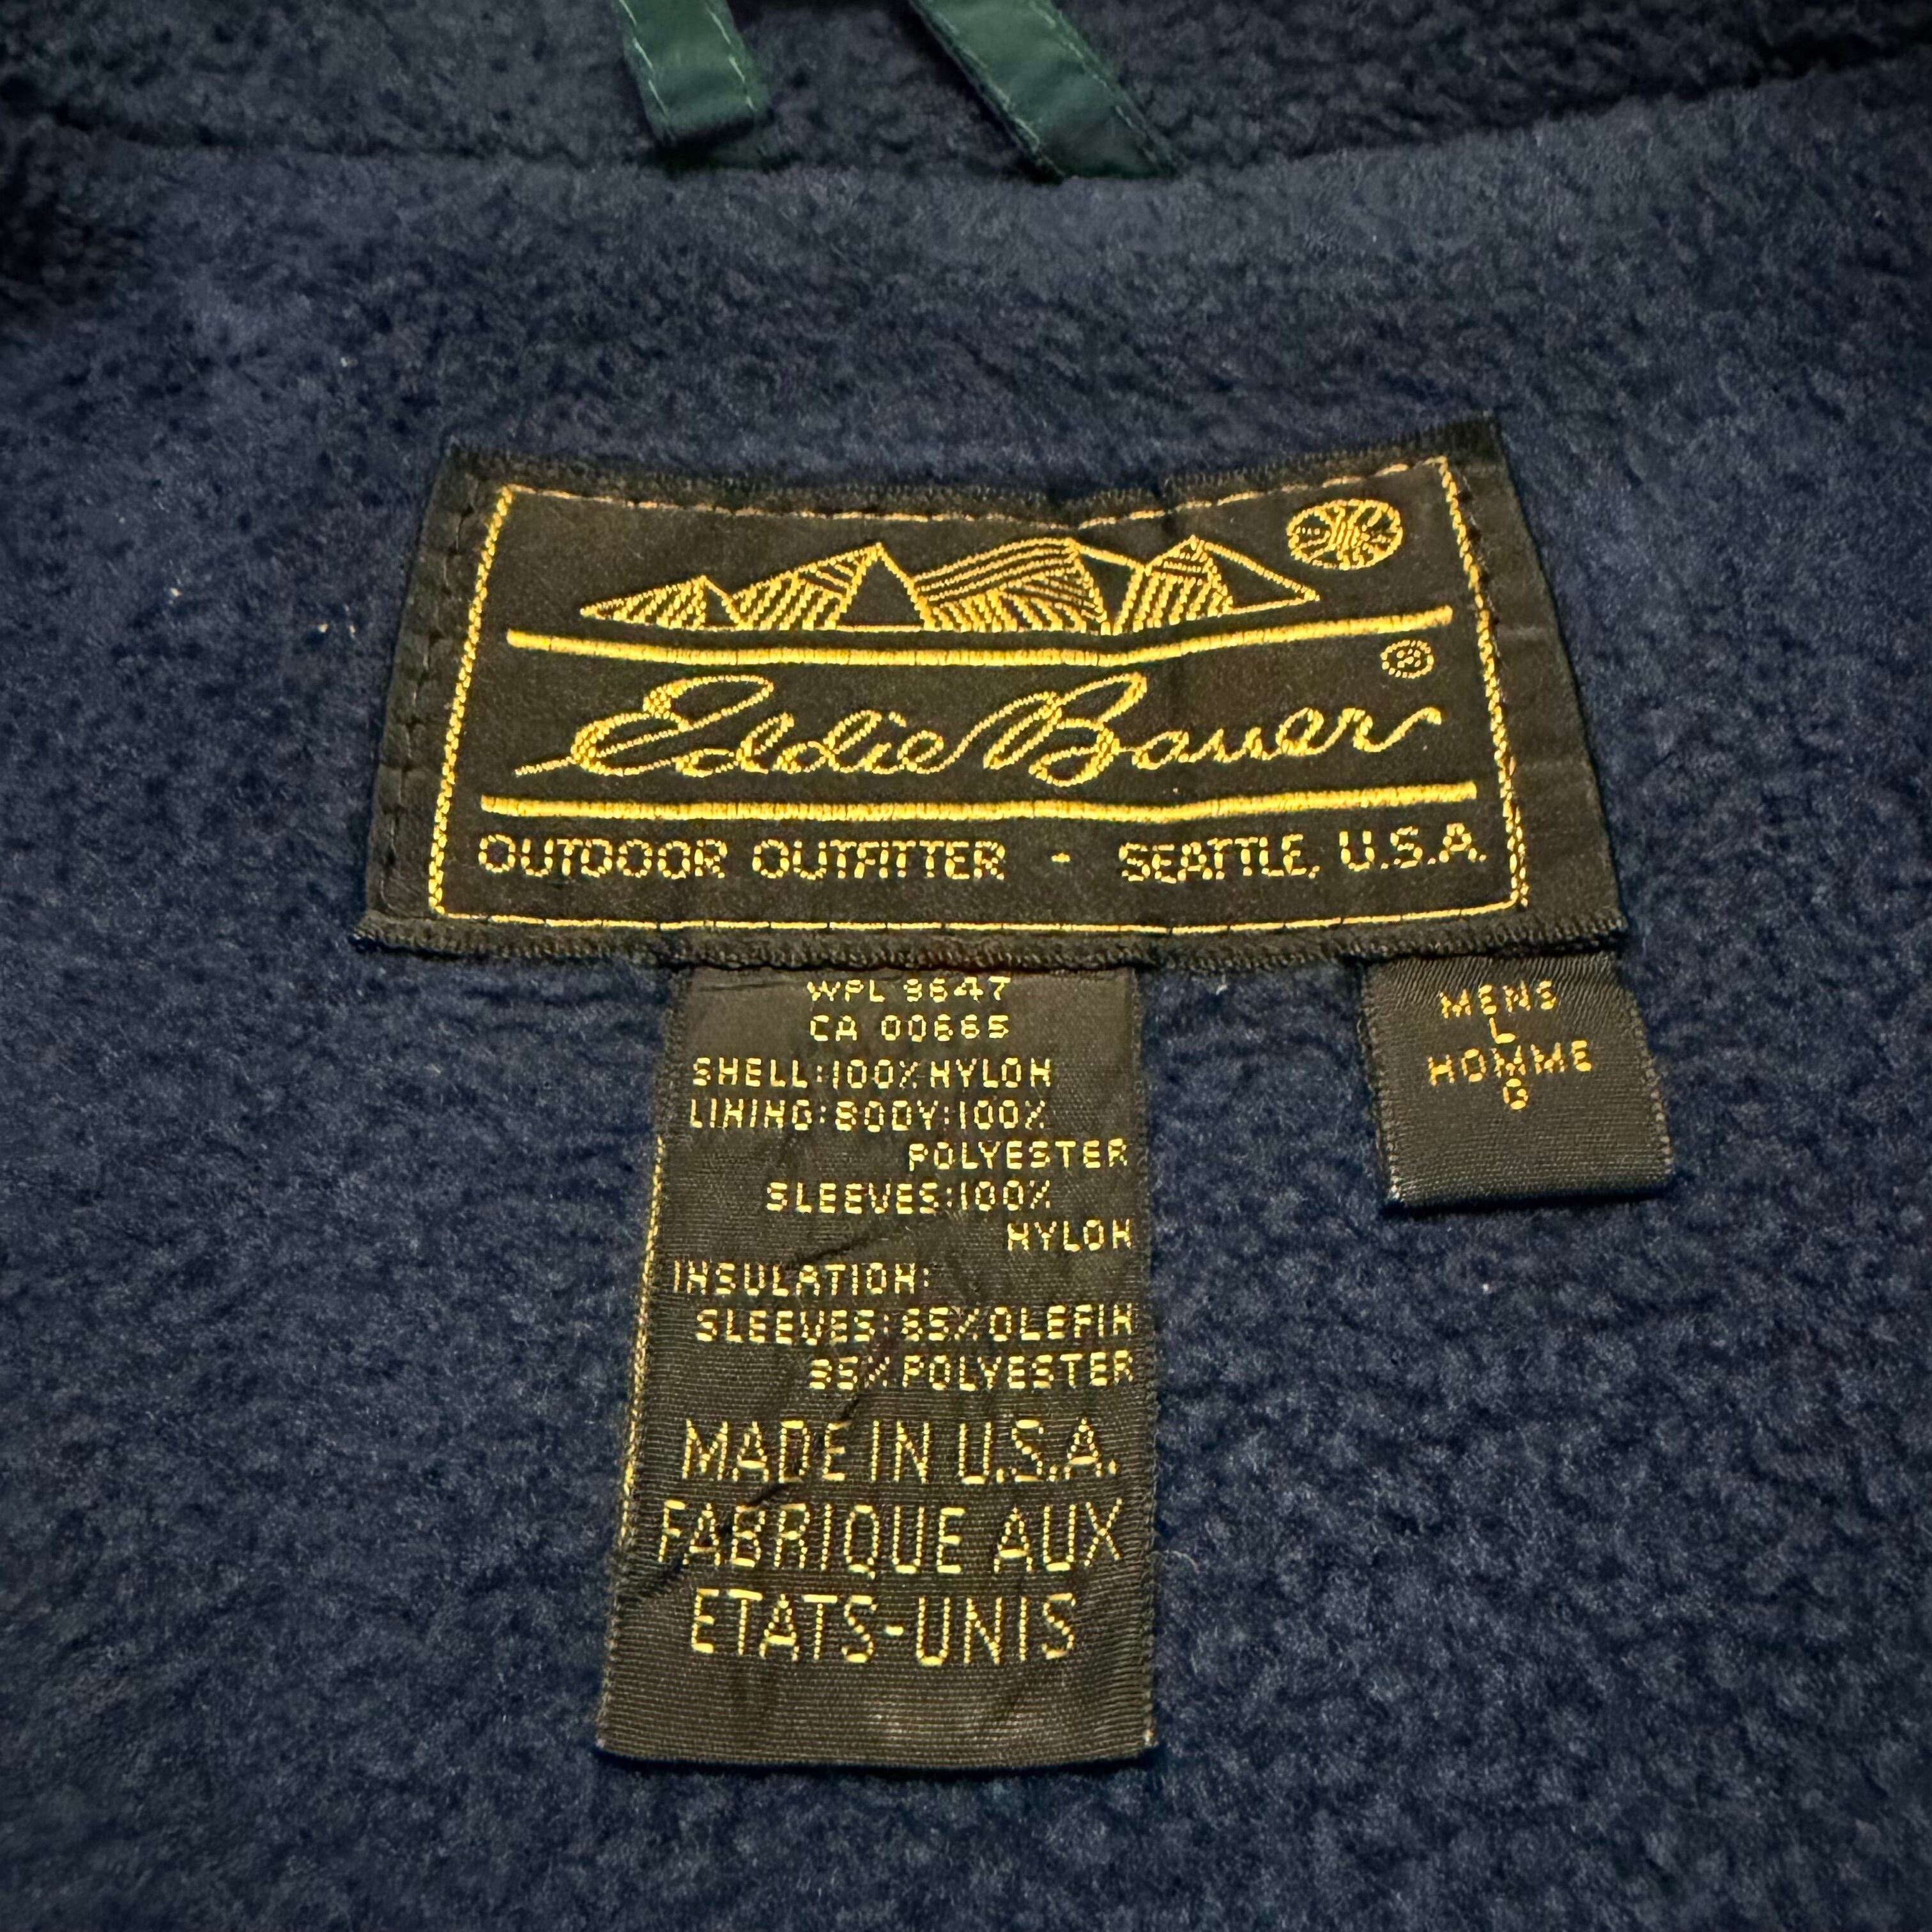 Eddie Bauer ®
OUTDOOR OUTFITTER - SEATTLE, U.S.A.
WPL 9647
CA 00665
SHELL:100% NYLON
LINING:BODY:100%
POLYESTER
SLEEVES:100%
NYLON
INSULATION:
SLEEVES:65% OLEFIN
35% POLYESTER
MADE IN U.S.A.
FABRIQUE AUX
ETATS-UNIS
MENS
L
HOMME
G